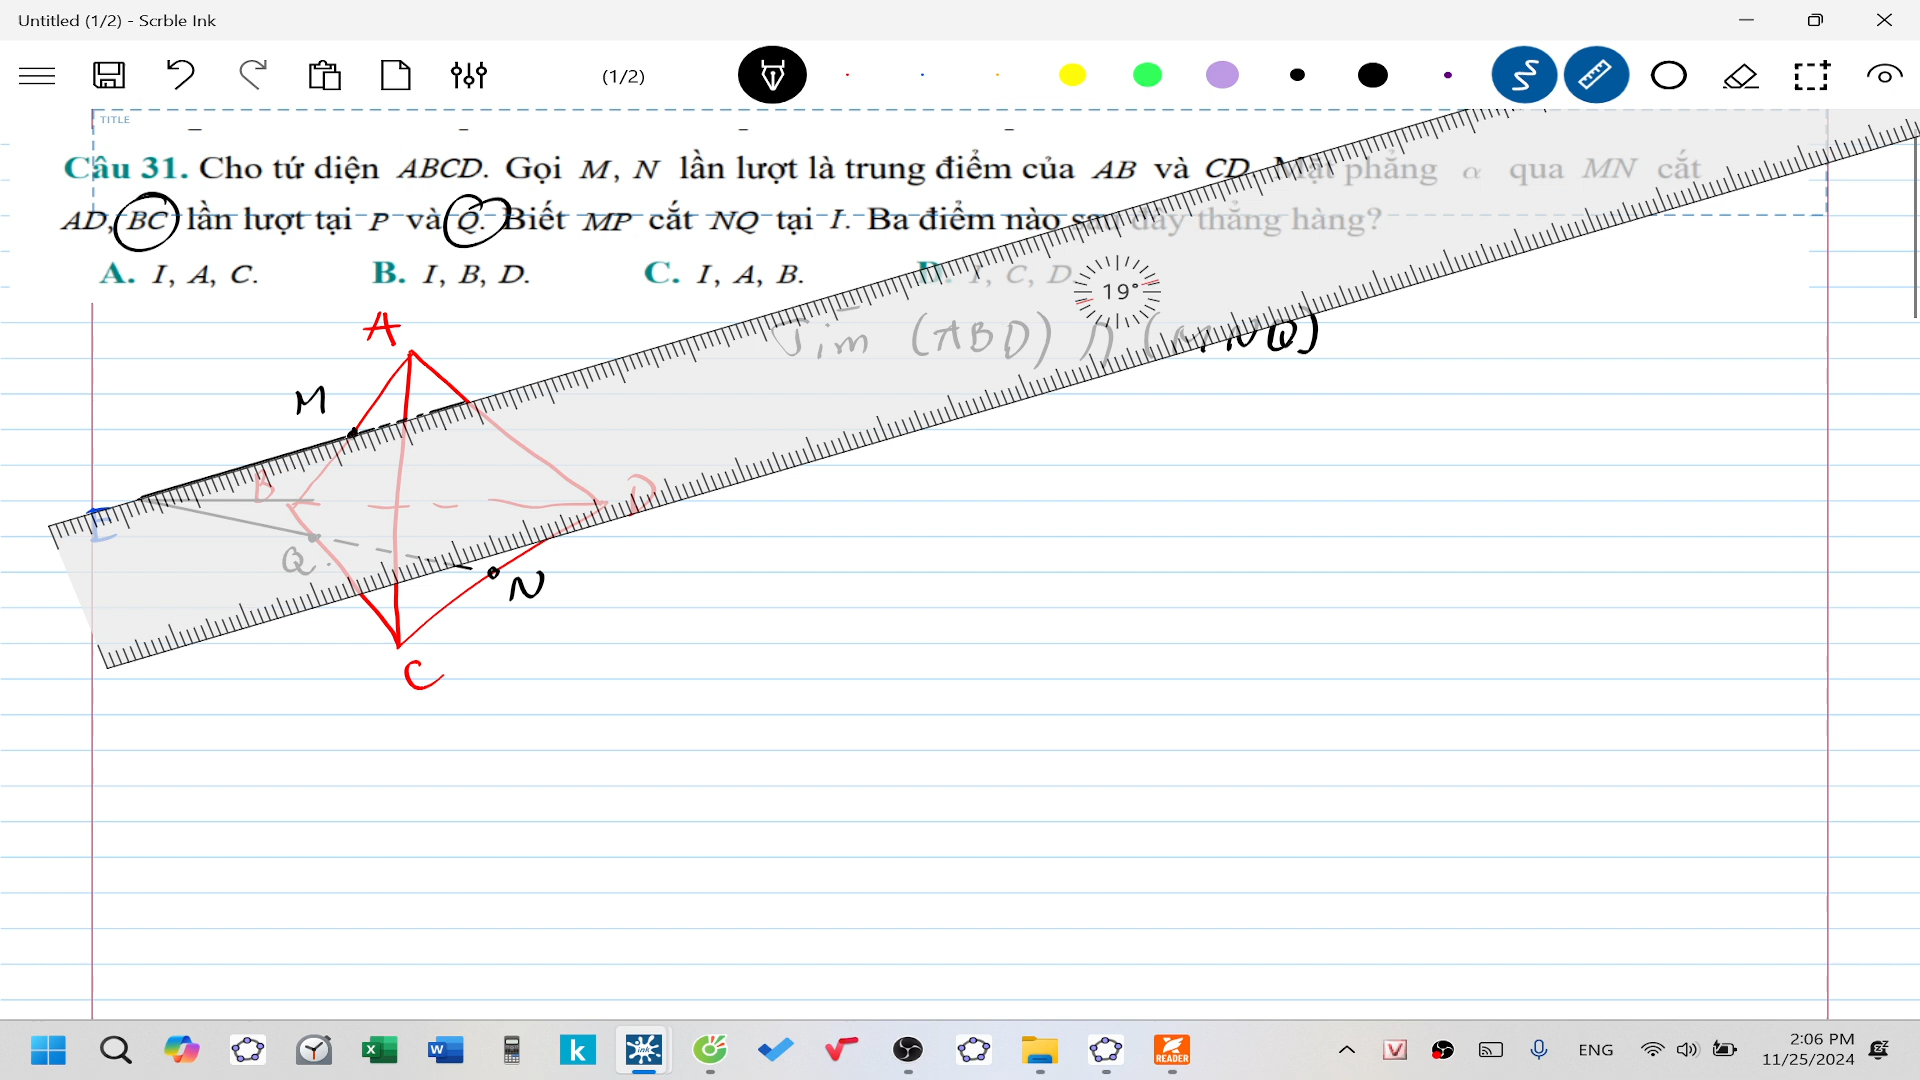 Untitled (1/2) - Scrble Ink
(1/2)
TITLE
Câu 31. Cho tứ diện ABCD. Gọi M, N lần lượt là trung điểm của AB và CD. Mặt phẳng α qua MN cắt
AD, BC lần lượt tại P và Q. Biết MP cắt NQ tại I. Ba điểm nào sau đây thẳng hàng?
A. I, A, C. B. I, B, D. C. I, A, B. D. I, C, D.
19°
Tìm (ABD) ∩ (MNQ)
A
M
B
D
E
Q
N
C
ink
READER
ENG
2:06 PM
11/25/2024